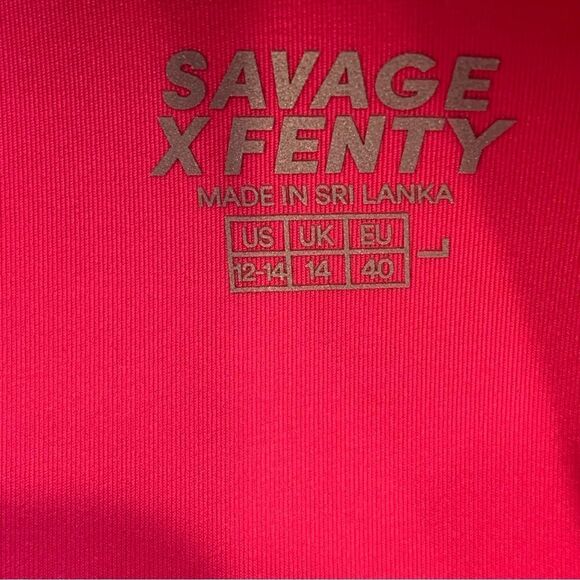 SAVAGE
X FENTY
MADE IN SRI LANKA
US UK EU L
12-14 14 40